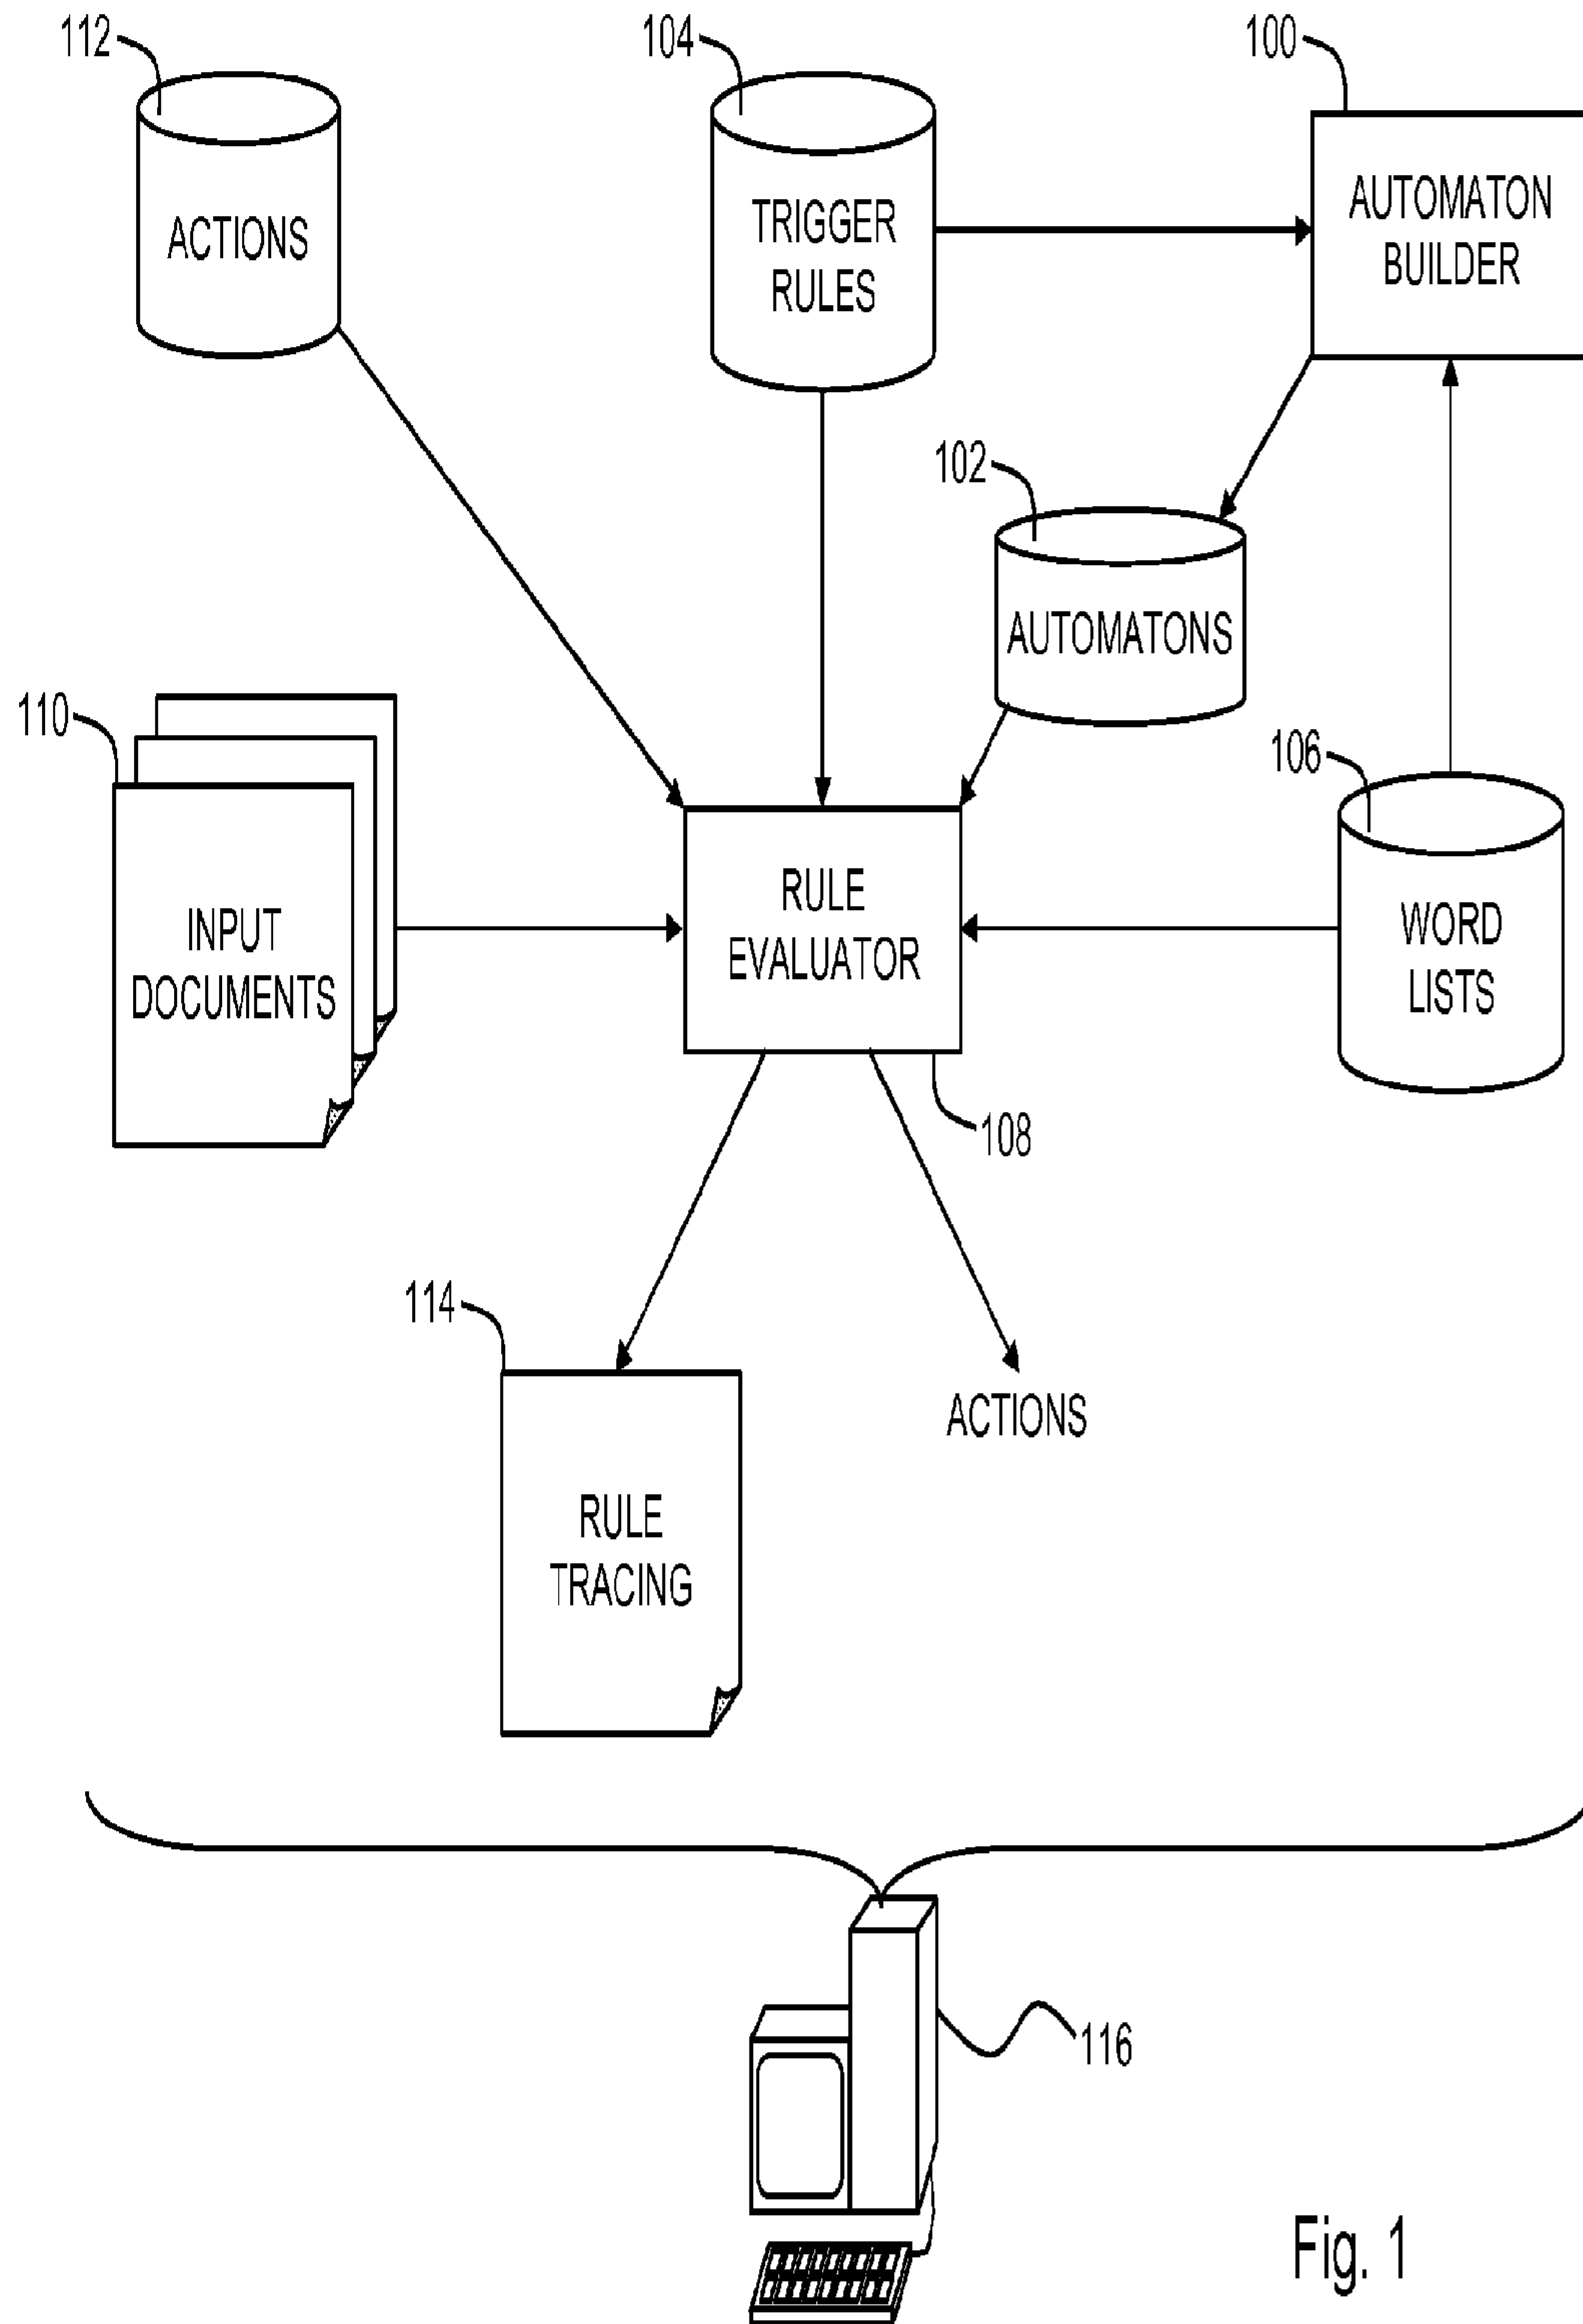 112
104
100
ACTIONS
TRIGGER
RULES
AUTOMATON
BUILDER
102
AUTOMATONS
110
106
INPUT
DOCUMENTS
RULE
EVALUATOR
WORD
LISTS
108
114
ACTIONS
RULE
TRACING
116
Fig. 1